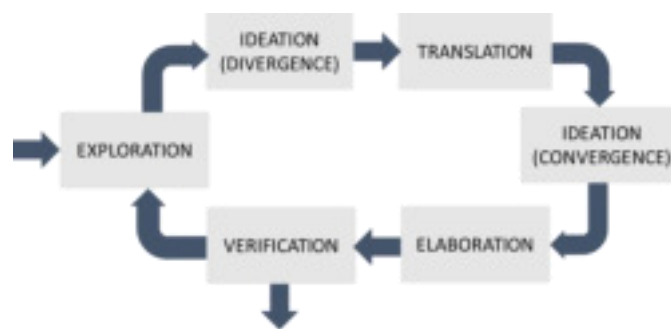 IDEATION
(DIVERGENCE)
TRANSLATION
EXPLORATION
IDEATION
(CONVERGENCE)
VERIFICATION
ELABORATION